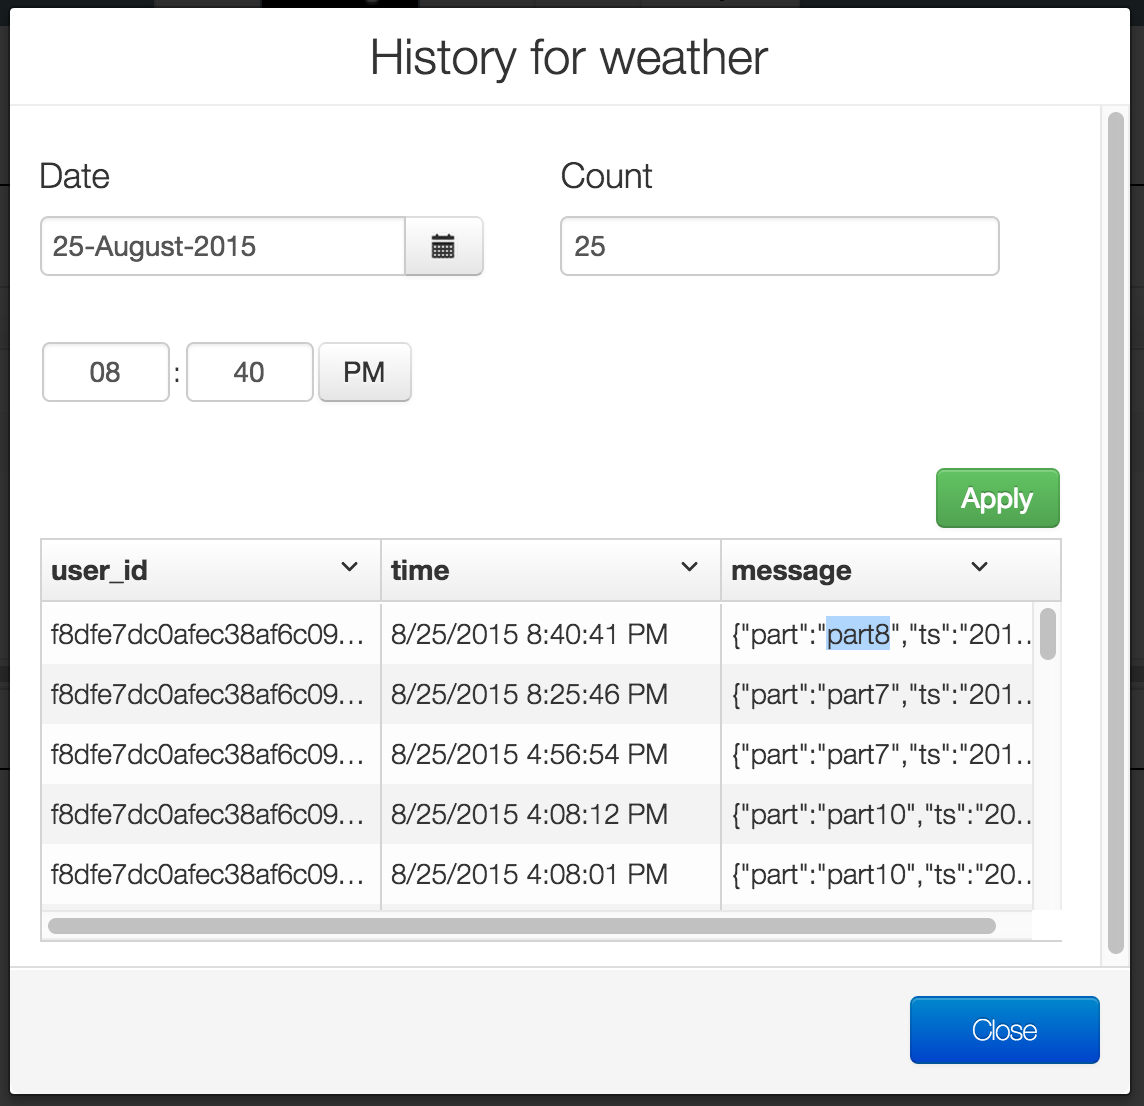 History for weather
Date Count
25-August-2015 25
08 : 40 PM
Apply
user_id time message
f8dfe7dc0afec38af6c09... 8/25/2015 8:40:41 PM {"part":"part8","ts":"201..
f8dfe7dc0afec38af6c09... 8/25/2015 8:25:46 PM {"part":"part7","ts":"201..
f8dfe7dc0afec38af6c09... 8/25/2015 4:56:54 PM {"part":"part7","ts":"201..
f8dfe7dc0afec38af6c09... 8/25/2015 4:08:12 PM {"part":"part10","ts":"20..
f8dfe7dc0afec38af6c09... 8/25/2015 4:08:01 PM {"part":"part10","ts":"20..
Close